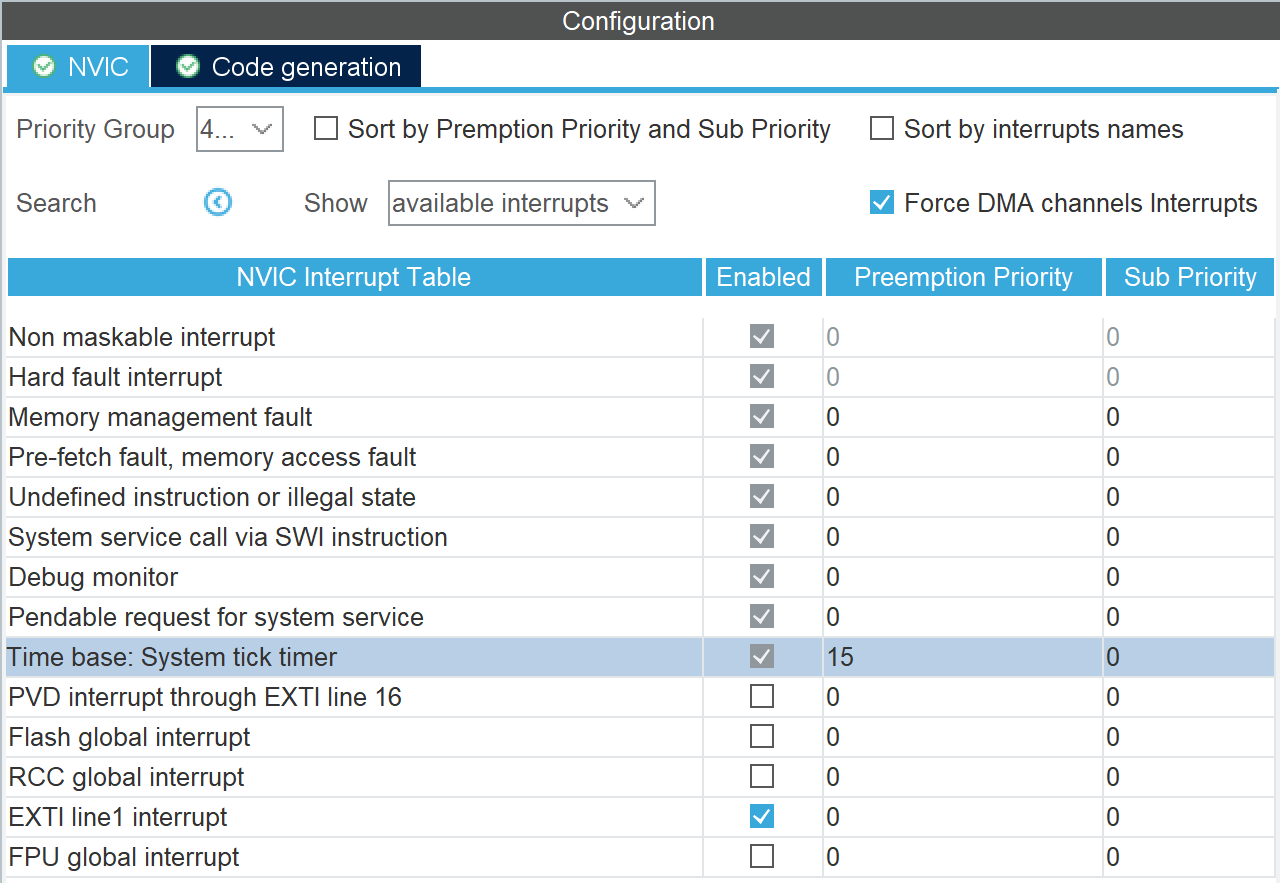 Configuration
NVIC Code generation
Priority Group 4... Sort by Premption Priority and Sub Priority Sort by interrupts names
Search Show available interrupts Force DMA channels Interrupts
NVIC Interrupt Table Enabled Preemption Priority Sub Priority
Non maskable interrupt 0 0
Hard fault interrupt 0 0
Memory management fault 0 0
Pre-fetch fault, memory access fault 0 0
Undefined instruction or illegal state 0 0
System service call via SWI instruction 0 0
Debug monitor 0 0
Pendable request for system service 0 0
Time base: System tick timer 15 0
PVD interrupt through EXTI line 16 0 0
Flash global interrupt 0 0
RCC global interrupt 0 0
EXTI line1 interrupt 0 0
FPU global interrupt 0 0